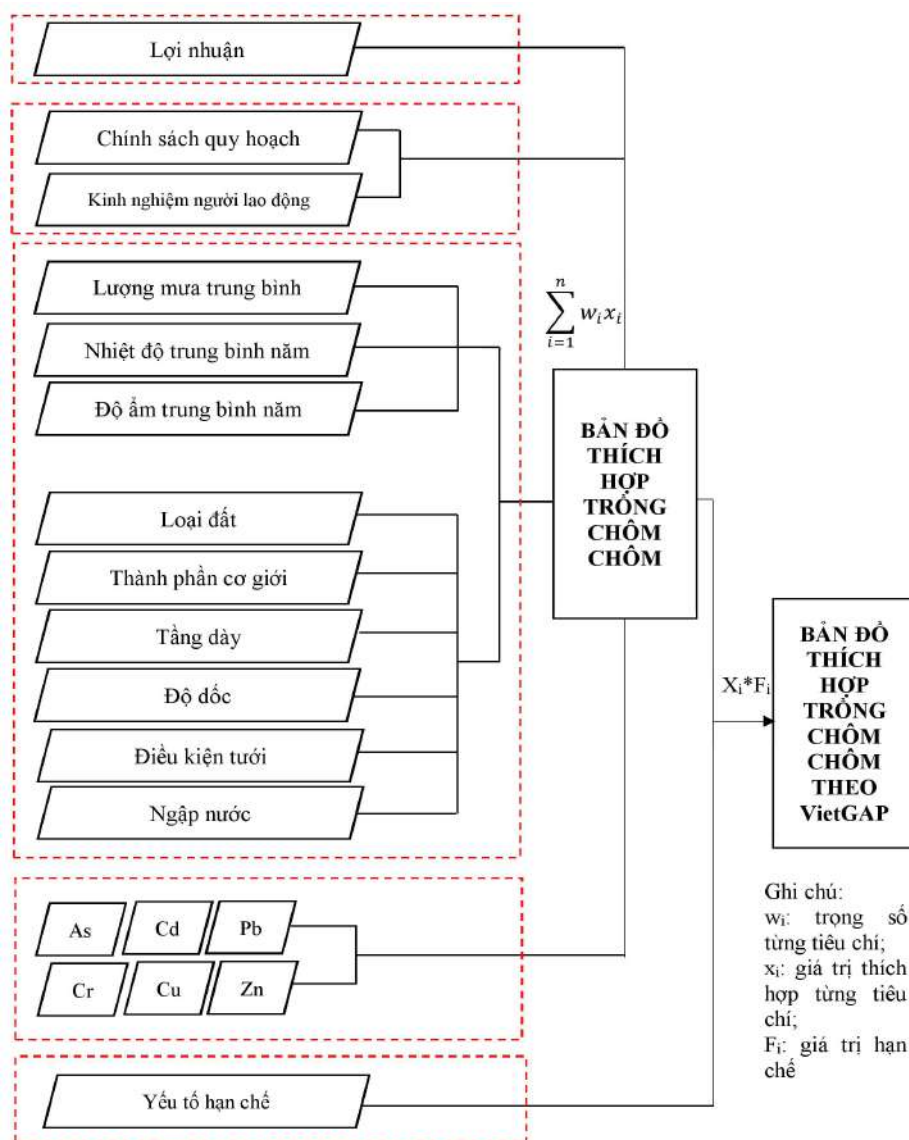 Lợi nhuận
Chính sách quy hoạch
Kinh nghiệm người lao động
Lượng mưa trung bình
Nhiệt độ trung bình năm
Độ ẩm trung bình năm
Loại đất
Thành phần cơ giới
Tầng dày
Độ dốc
Điều kiện tưới
Ngập nước
As Cd Pb
Cr Cu Zn
Yếu tố hạn chế
n
∑ wᵢxᵢ
i=1
BẢN ĐỒ
THÍCH
HỢP
TRỒNG
CHÔM
CHÔM
Xᵢ*Fᵢ
BẢN ĐỒ
THÍCH
HỢP
TRỒNG
CHÔM
CHÔM
THEO
VietGAP
Ghi chú:
wᵢ: trọng số
từng tiêu chí;
xᵢ: giá trị thích
hợp từng tiêu
chí;
Fᵢ: giá trị hạn
chế